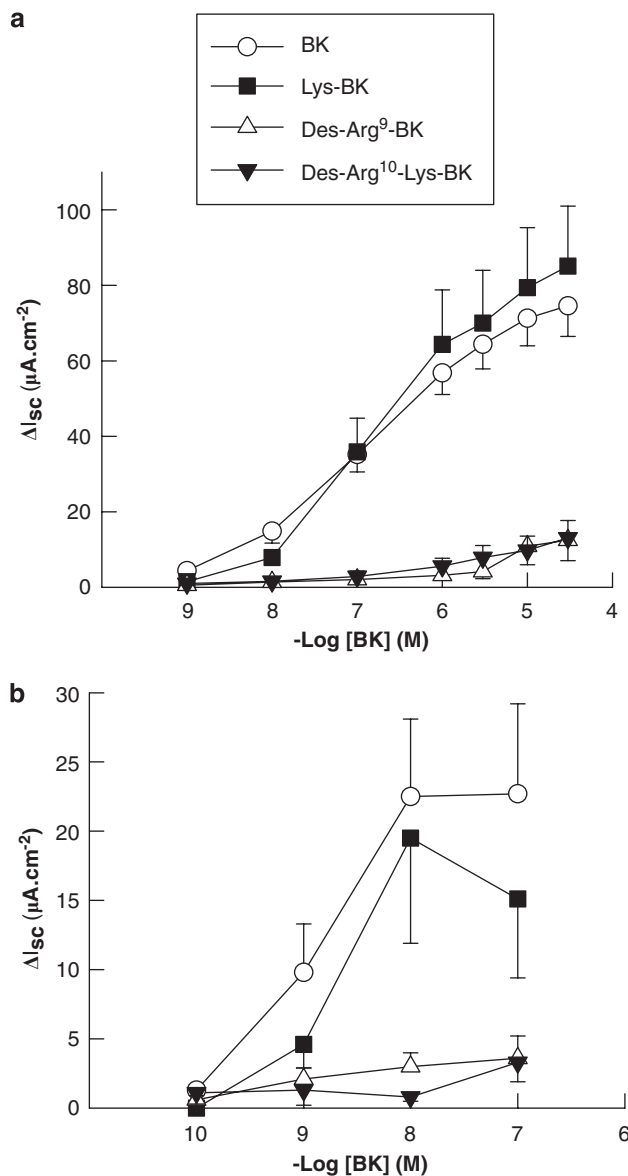 a
BK
Lys-BK
Des-Arg⁹-BK
Des-Arg¹⁰-Lys-BK
100
80
60
40
20
0
ΔIsc (µA.cm⁻²)
9 8 7 6 5 4
-Log [BK] (M)
b
30
25
20
15
10
5
0
ΔIsc (µA.cm⁻²)
10 9 8 7 6
-Log [BK] (M)